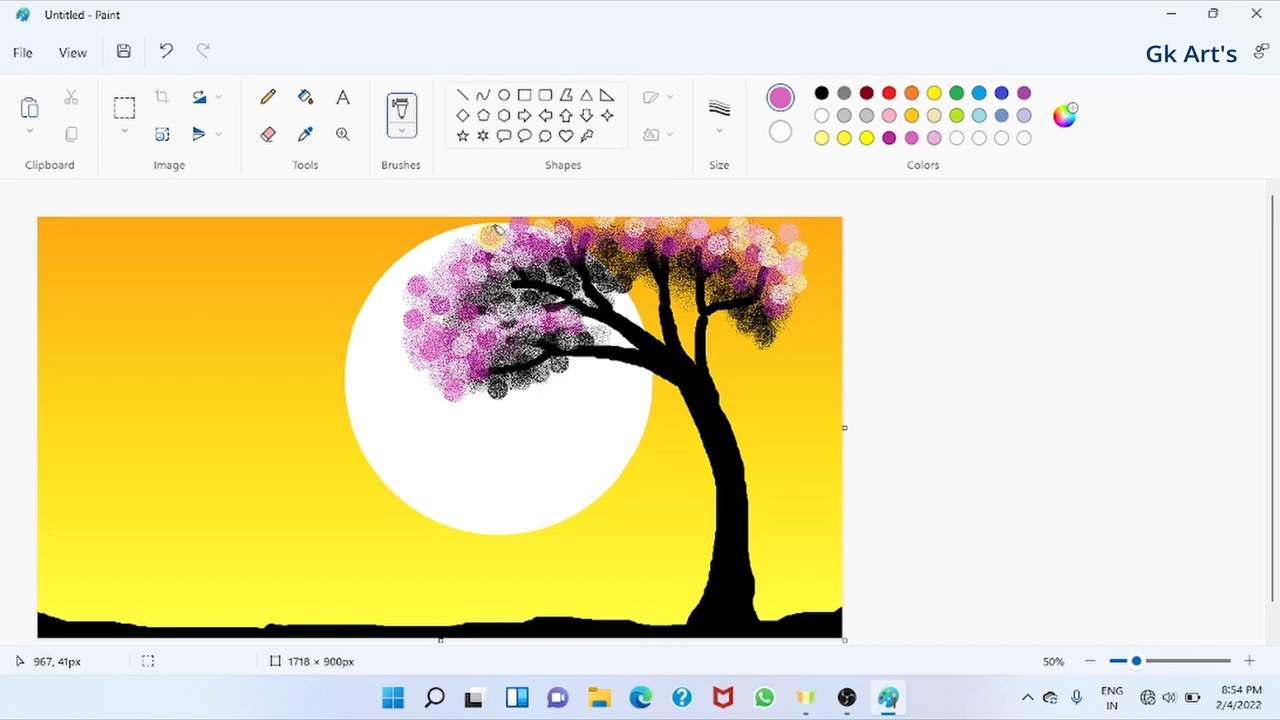 Untitled - Paint
File
View
Gk Art's
Clipboard
Image
Tools
Brushes
Shapes
Size
Colors
967, 41px
1718 × 900px
50%
ENG
IN
8:54 PM
2/4/2022